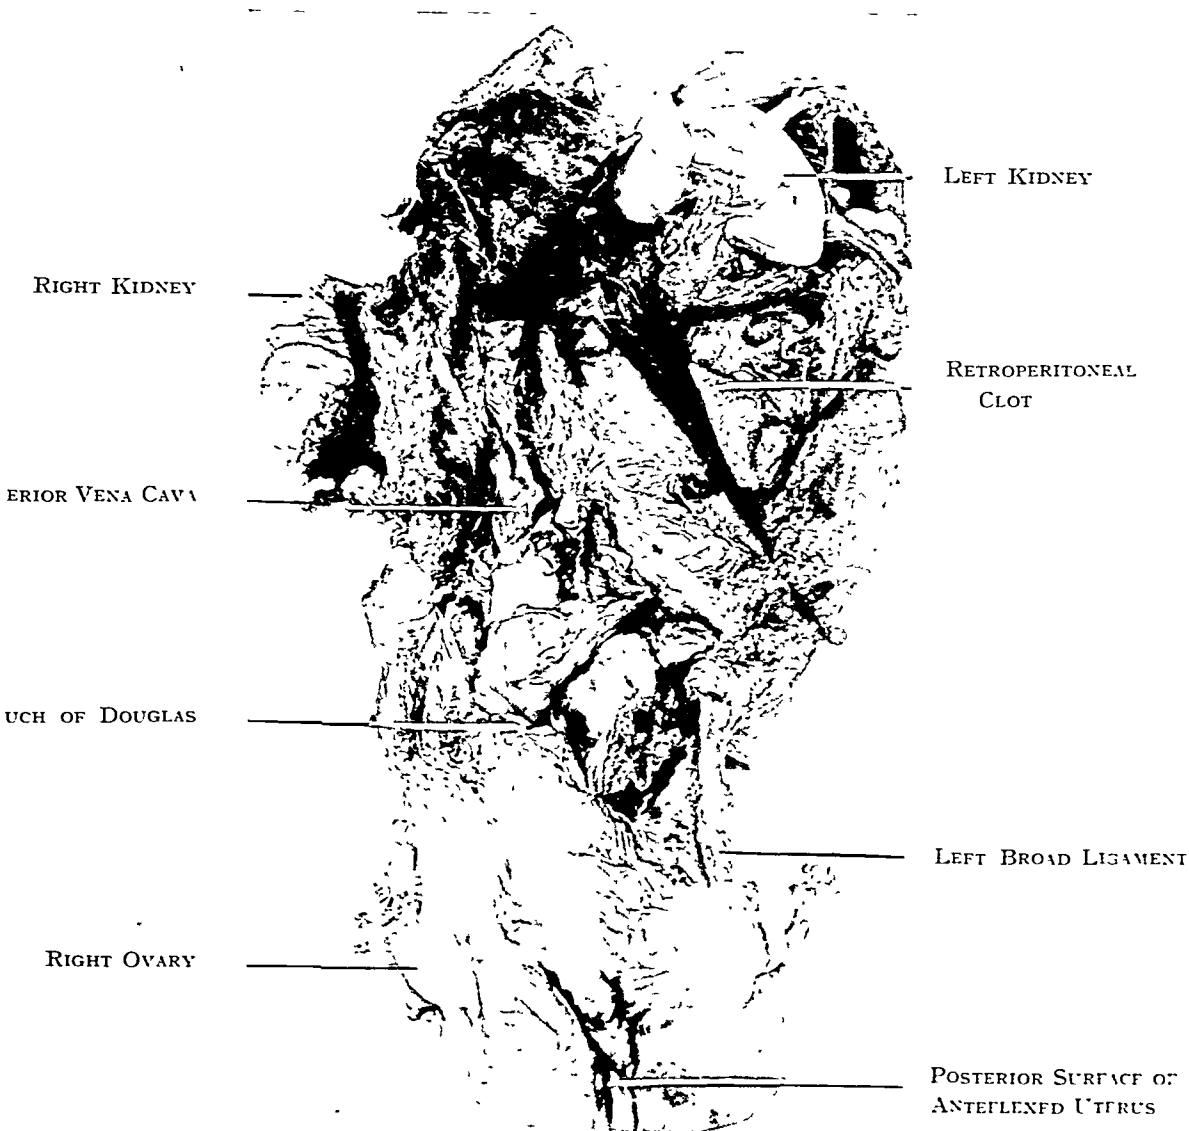 LEFT KIDNEY
RIGHT KIDNEY
RETROPERITONEAL
CLOT
ERIOR VENA CAVA
UCH OF DOUGLAS
LEFT BROAD LIGAMENT
RIGHT OVARY
POSTERIOR SURFACE OF
ANTEFLEXED UTERUS